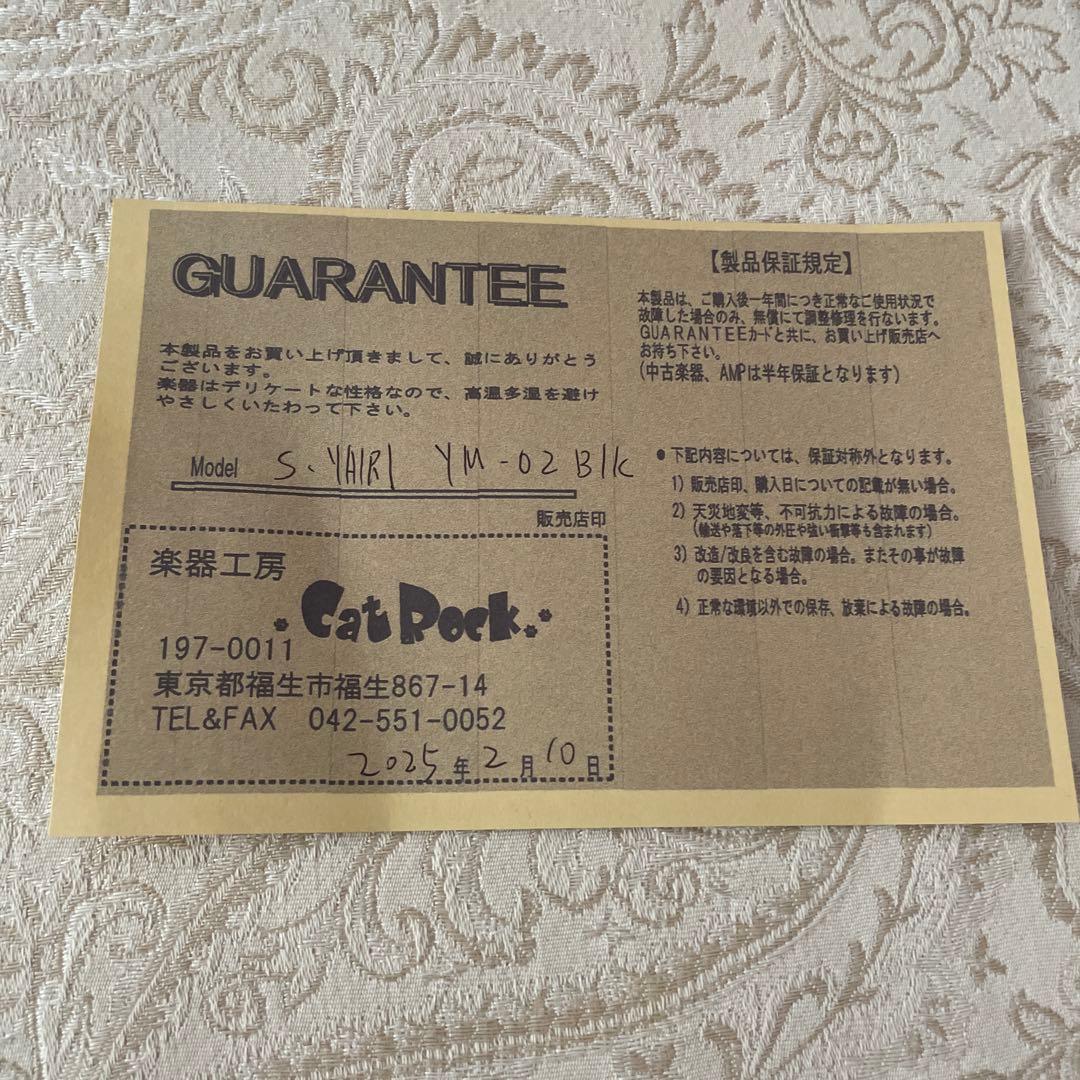 GUARANTEE
本製品をお買い上げ頂きまして、誠にありがとう
ございます。
楽器はデリケートな性格なので、高温多湿を避け
やさしくいたわって下さい。
Model S.YAIRI YM-02 Blk
販売店印
楽器工房
Cat Rock
197-0011
東京都福生市福生867-14
TEL&FAX 042-551-0052
2025年2月10日
【製品保証規定】
本製品は、ご購入後一年間につき正常なご使用状況で
故障した場合のみ、無償にて調整修理を行ないます。
GUARANTEEカードと共に、お買い上げ販売店へ
お持ち下さい。
(中古楽器、AMPは半年保証となります)
● 下記内容については、保証対称外となります。
1) 販売店印、購入日についての記載が無い場合。
2) 天災地変等、不可抗力による故障の場合。
(輸送や落下等の外圧や強い衝撃等も含まれます)
3) 改造/改良を含む故障の場合。またその事が故障
の要因となる場合。
4) 正常な環境以外での保存、放棄による故障の場合。